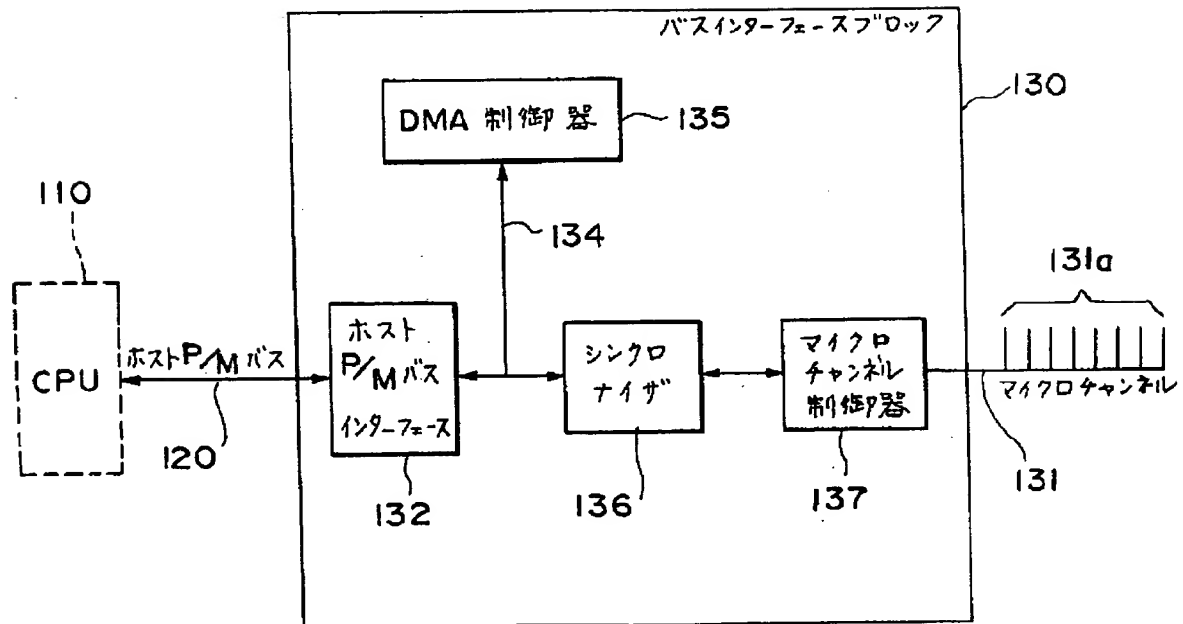 バスインターフェースブロック
130
DMA 制御器
135
110
134
131a
CPU
ホストP/Mバス
120
ホスト
P/Mバス
インターフェース
132
シンクロ
ナイザ
136
マイクロ
チャンネル
制御器
137
マイクロチャンネル
131